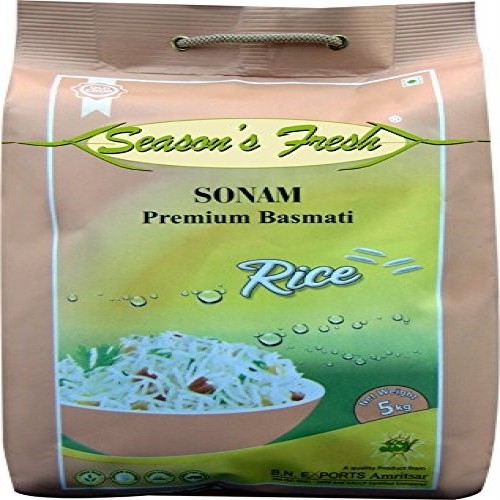 Season's Fresh®
SONAM
Premium Basmati
Rice
Net Weight
5 kg
A quality Product from
B.N. EXPORTS Amritsar